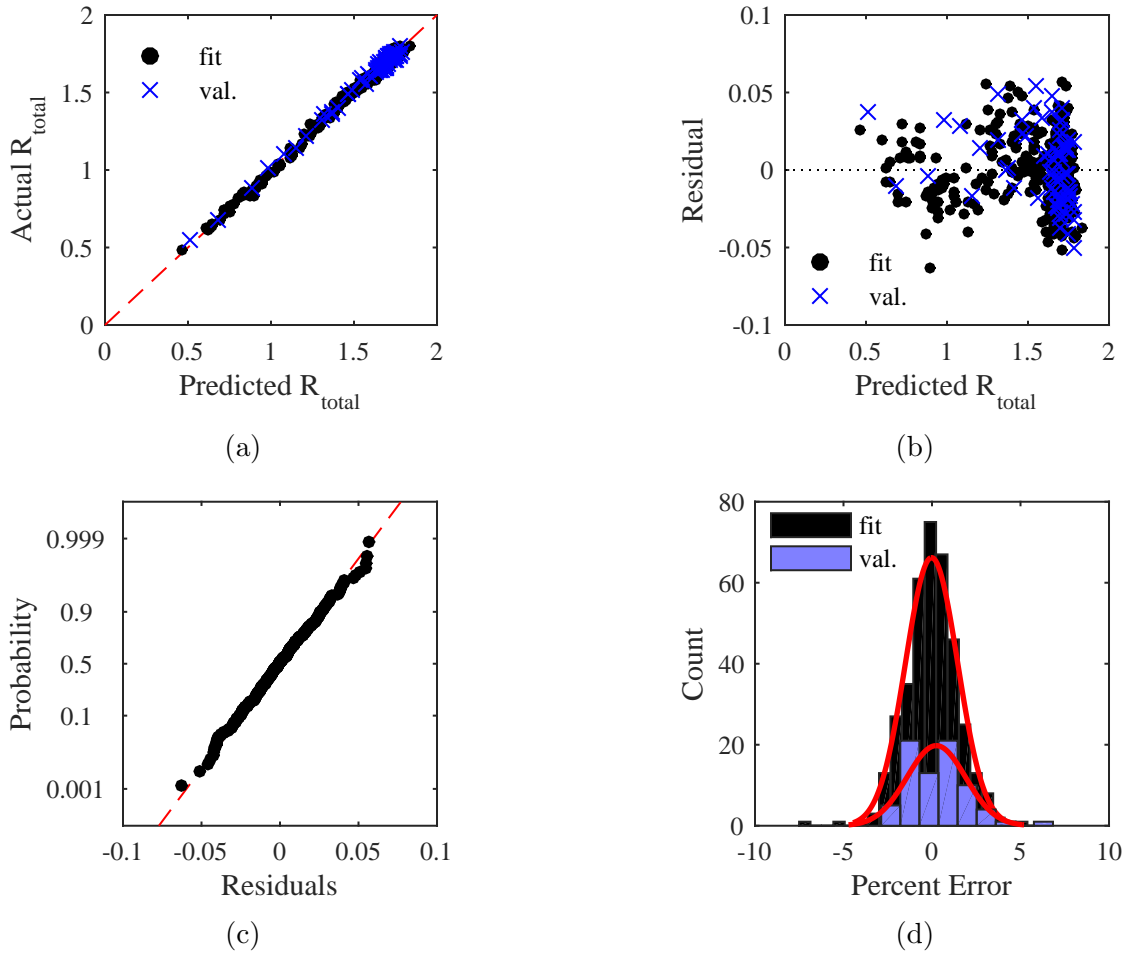 2
1.5
1
0.5
0
Actual R_total
fit
val.
0 0.5 1 1.5 2
Predicted R_total
(a)
0.1
0.05
0
-0.05
-0.1
Residual
fit
val.
0 0.5 1 1.5 2
Predicted R_total
(b)
0.999
0.9
0.5
0.1
0.001
Probability
-0.1 -0.05 0 0.05 0.1
Residuals
(c)
80
60
40
20
0
Count
fit
val.
-10 -5 0 5 10
Percent Error
(d)